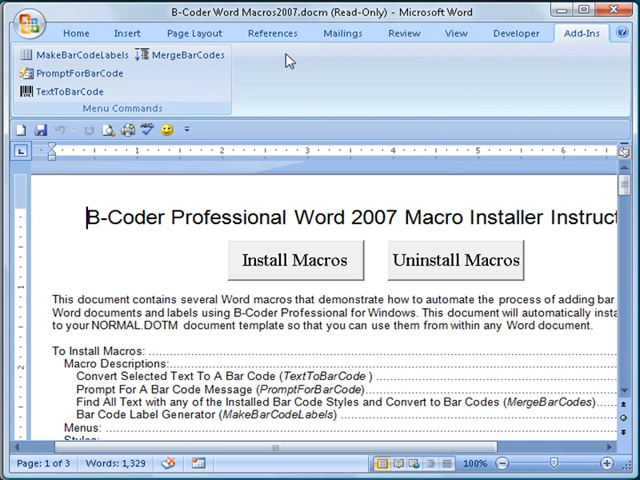 B-Coder Word Macros2007.docm (Read-Only) - Microsoft Word
Home Insert Page Layout References Mailings Review View Developer Add-Ins
MakeBarCodeLabels MergeBarCodes
PromptForBarCode
TextToBarCode
Menu Commands
1 2 3 4 5
B-Coder Professional Word 2007 Macro Installer Instruct
Install Macros Uninstall Macros
This document contains several Word macros that demonstrate how to automate the process of adding bar
Word documents and labels using B-Coder Professional for Windows. This document will automatically insta
to your NORMAL.DOTM document template so that you can use them from within any Word document.
To Install Macros:
Macro Descriptions:
Convert Selected Text To A Bar Code (TextToBarCode )
Prompt For A Bar Code Message (PromptForBarCode)
Find All Text with any of the Installed Bar Code Styles and Convert to Bar Codes (MergeBarCodes)
Bar Code Label Generator (MakeBarCodeLabels)
Menus:
Styles:
Page: 1 of 3 Words: 1,329 100%